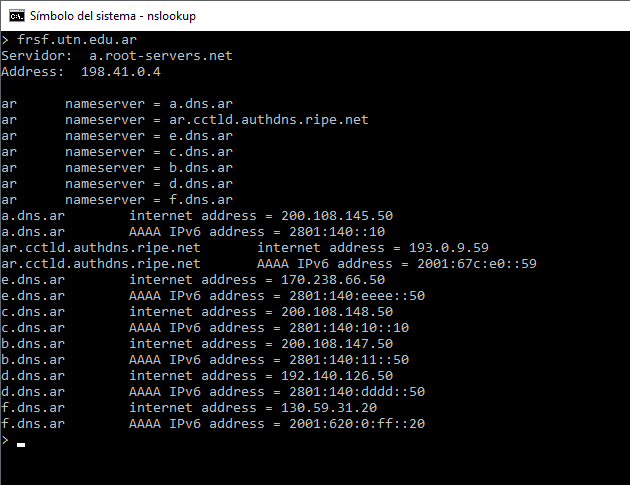 Símbolo del sistema - nslookup
> frsf.utn.edu.ar
Servidor:  a.root-servers.net
Address:  198.41.0.4

ar      nameserver = a.dns.ar
ar      nameserver = ar.cctld.authdns.ripe.net
ar      nameserver = e.dns.ar
ar      nameserver = c.dns.ar
ar      nameserver = b.dns.ar
ar      nameserver = d.dns.ar
ar      nameserver = f.dns.ar
a.dns.ar        internet address = 200.108.145.50
a.dns.ar        AAAA IPv6 address = 2801:140::10
ar.cctld.authdns.ripe.net       internet address = 193.0.9.59
ar.cctld.authdns.ripe.net       AAAA IPv6 address = 2001:67c:e0::59
e.dns.ar        internet address = 170.238.66.50
e.dns.ar        AAAA IPv6 address = 2801:140:eeee::50
c.dns.ar        internet address = 200.108.148.50
c.dns.ar        AAAA IPv6 address = 2801:140:10::10
b.dns.ar        internet address = 200.108.147.50
b.dns.ar        AAAA IPv6 address = 2801:140:11::50
d.dns.ar        internet address = 192.140.126.50
d.dns.ar        AAAA IPv6 address = 2801:140:dddd::50
f.dns.ar        internet address = 130.59.31.20
f.dns.ar        AAAA IPv6 address = 2001:620:0:ff::20
>